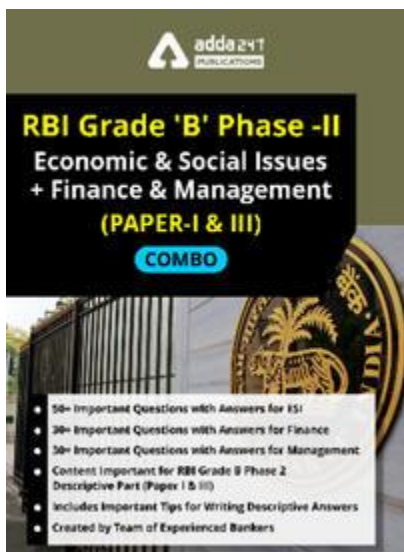 adda247
PUBLICATIONS
RBI Grade 'B' Phase -II
Economic & Social Issues
+ Finance & Management
(PAPER-I & III)
COMBO
50+ Important Questions with Answers for ESI
30+ Important Questions with Answers for Finance
30+ Important Questions with Answers for Management
Content Important for RBI Grade B Phase 2
Descriptive Part (Paper I & III)
Includes Important Tips for Writing Descriptive Answers
Created by Team of Experienced Bankers